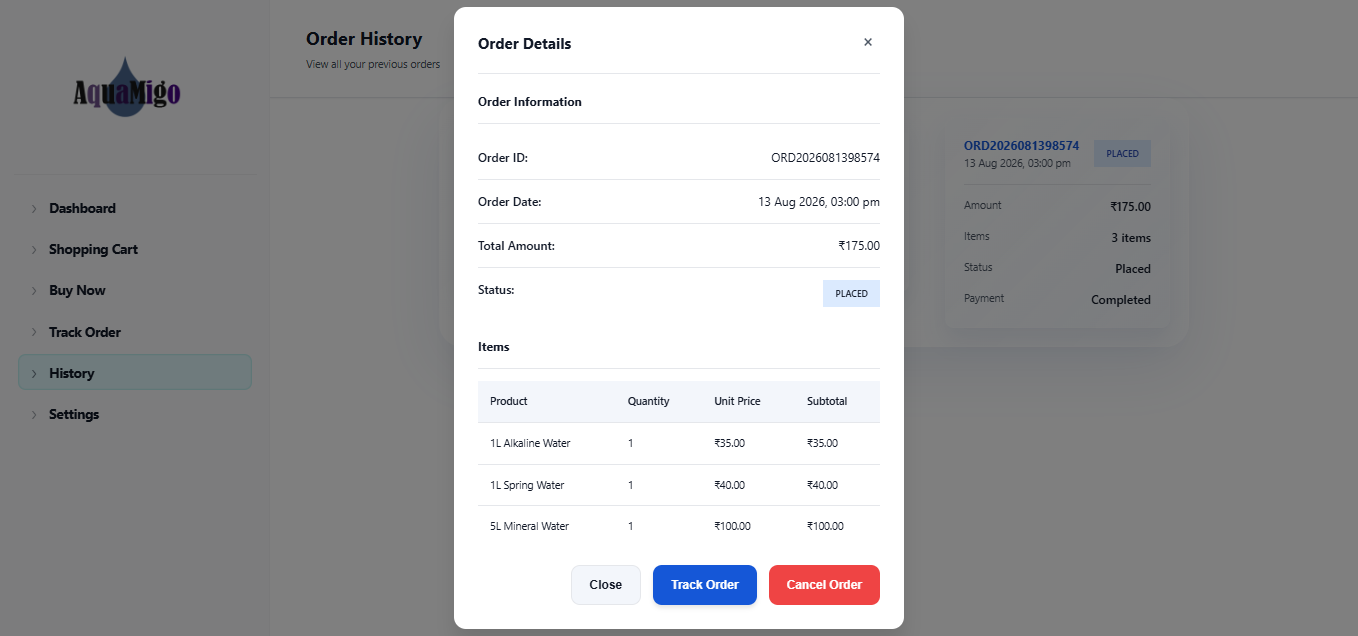 AquaMigo
Dashboard
Shopping Cart
Buy Now
Track Order
History
Settings
Order History
View all your previous orders
Order Details
×
Order Information
Order ID: ORD2026081398574
Order Date: 13 Aug 2026, 03:00 pm
Total Amount: ₹175.00
Status: PLACED
Items
Product Quantity Unit Price Subtotal
1L Alkaline Water 1 ₹35.00 ₹35.00
1L Spring Water 1 ₹40.00 ₹40.00
5L Mineral Water 1 ₹100.00 ₹100.00
Close Track Order Cancel Order
ORD2026081398574 PLACED
13 Aug 2026, 03:00 pm
Amount ₹175.00
Items 3 items
Status Placed
Payment Completed